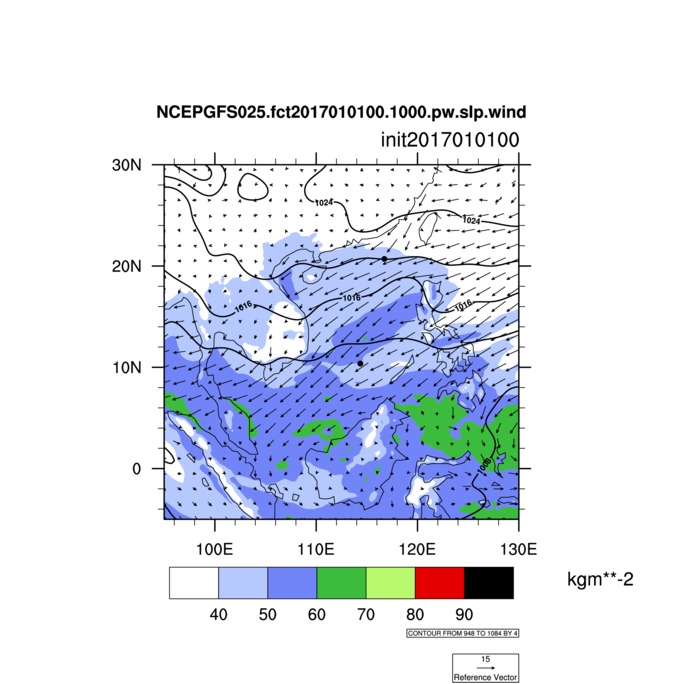 NCEPGFS025.fct2017010100.1000.pw.slp.wind
init2017010100
30N
20N
10N
0
1024
1024
1016
1016
1016
1008
100E
110E
120E
130E
40
50
60
70
80
90
kgm**-2
CONTOUR FROM 948 TO 1084 BY 4
15
Reference Vector